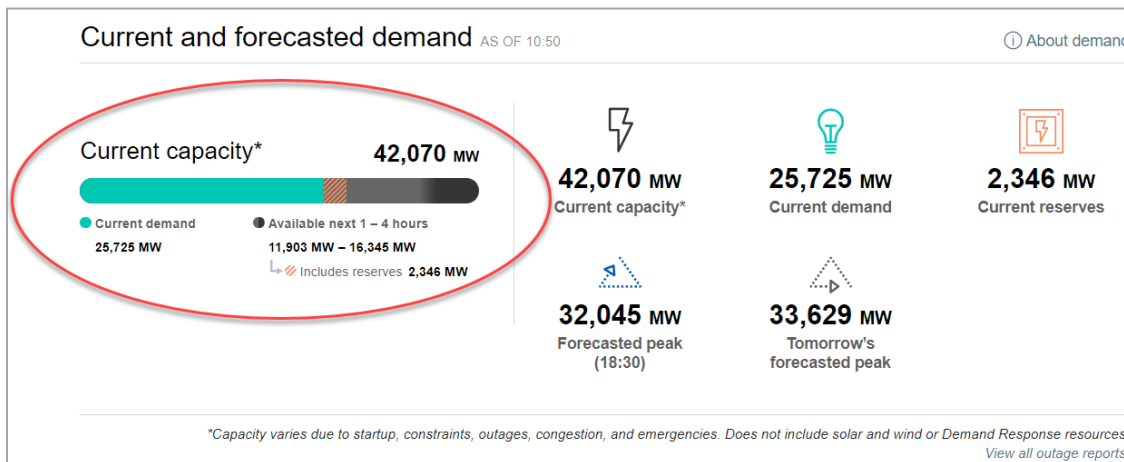 Current and forecasted demand AS OF 10:50
About demand
Current capacity* 42,070 MW
Current demand
25,725 MW
Available next 1 – 4 hours
11,903 MW – 16,345 MW
Includes reserves 2,346 MW
42,070 MW
Current capacity*
25,725 MW
Current demand
2,346 MW
Current reserves
32,045 MW
Forecasted peak
(18:30)
33,629 MW
Tomorrow's
forecasted peak
*Capacity varies due to startup, constraints, outages, congestion, and emergencies. Does not include solar and wind or Demand Response resources
View all outage reports